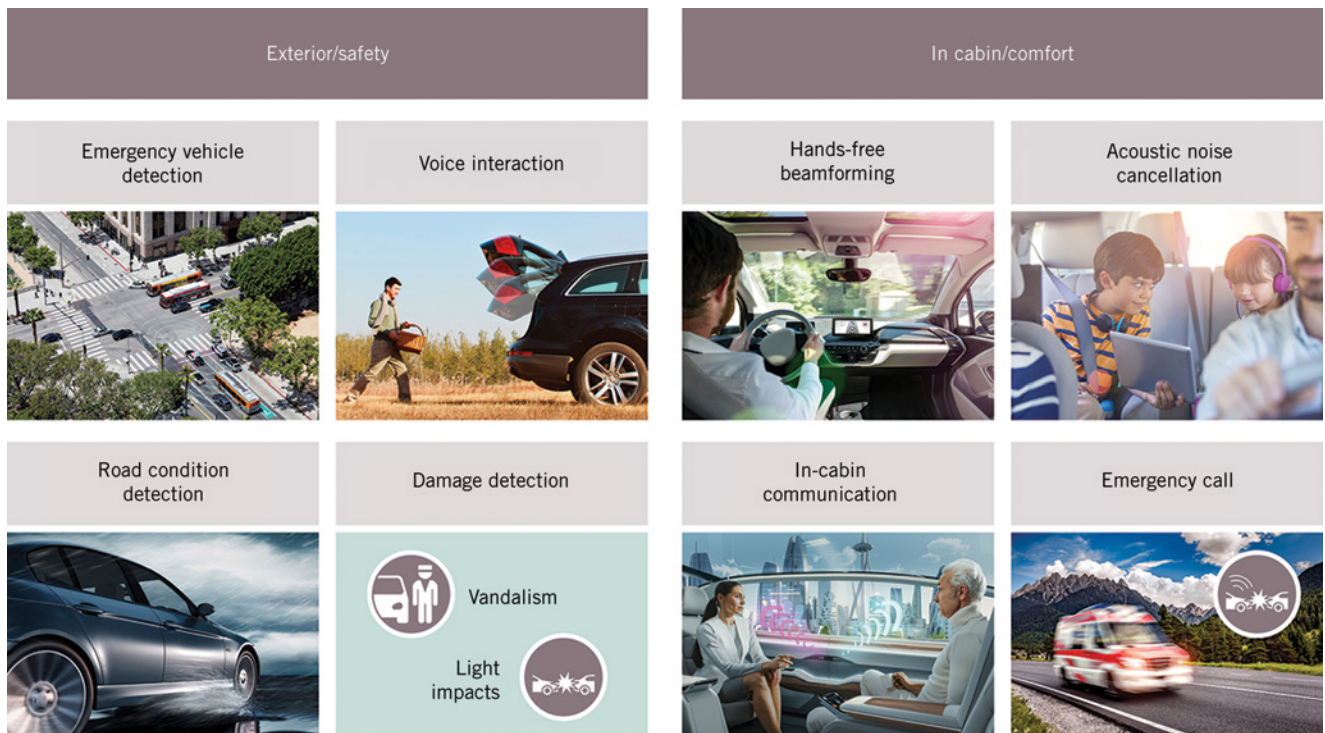 Exterior/safety
Emergency vehicle
detection
Voice interaction
Road condition
detection
Damage detection
Vandalism
Light
impacts
In cabin/comfort
Hands-free
beamforming
Acoustic noise
cancellation
In-cabin
communication
Emergency call